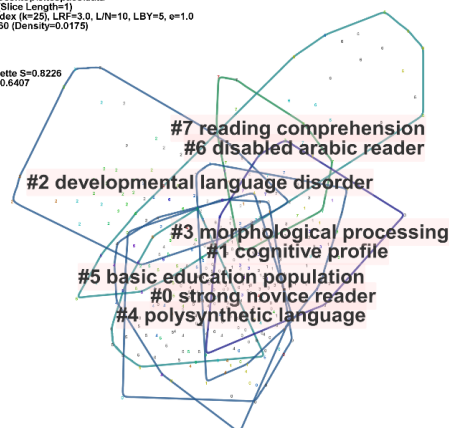 (Slice Length=1)
dex (k=25), LRF=3.0, L/N=10, LBY=5, e=1.0
60 (Density=0.0175)
ette S=0.8226
0.6407
#7 reading comprehension
#6 disabled arabic reader
#2 developmental language disorder
#3 morphological processing
#1 cognitive profile
#5 basic education population
#0 strong novice reader
#4 polysynthetic language